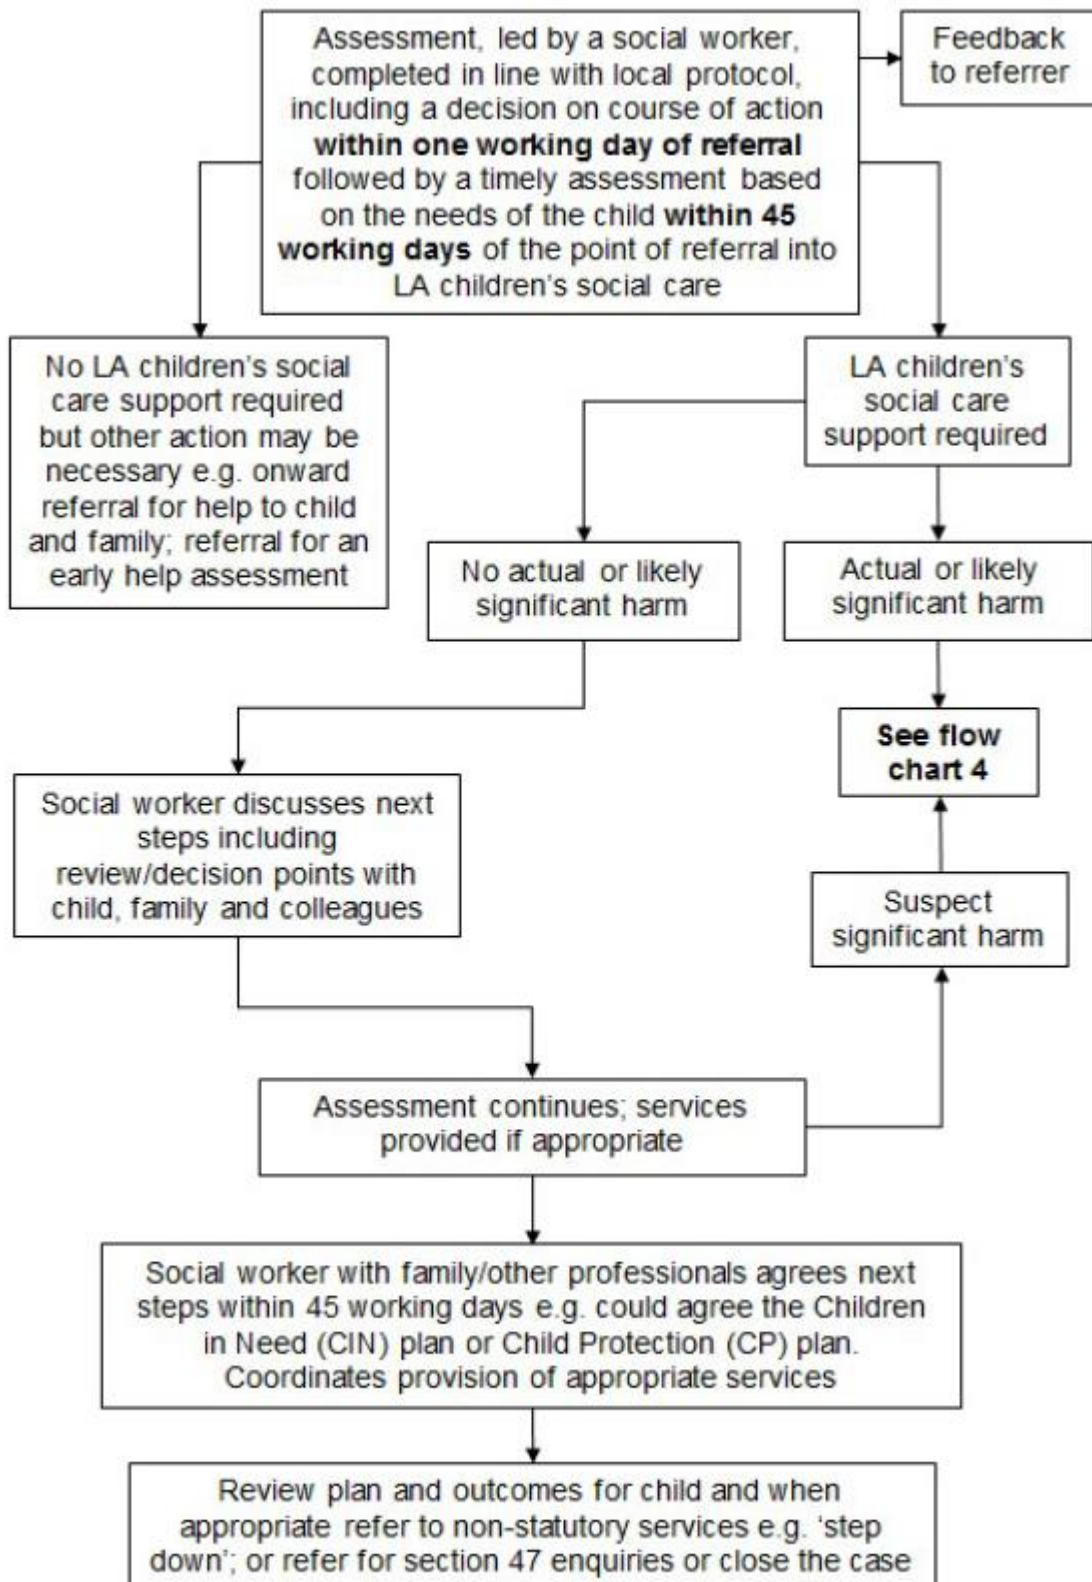 Assessment, led by a social worker,
completed in line with local protocol,
including a decision on course of action
within one working day of referral
followed by a timely assessment based
on the needs of the child within 45
working days of the point of referral into
LA children's social care
Feedback
to referrer
No LA children's social
care support required
but other action may be
necessary e.g. onward
referral for help to child
and family; referral for an
early help assessment
LA children's
social care
support required
No actual or likely
significant harm
Actual or likely
significant harm
See flow
chart 4
Social worker discusses next
steps including
review/decision points with
child, family and colleagues
Suspect
significant harm
Assessment continues; services
provided if appropriate
Social worker with family/other professionals agrees next
steps within 45 working days e.g. could agree the Children
in Need (CIN) plan or Child Protection (CP) plan.
Coordinates provision of appropriate services
Review plan and outcomes for child and when
appropriate refer to non-statutory services e.g. ‘step
down’; or refer for section 47 enquiries or close the case